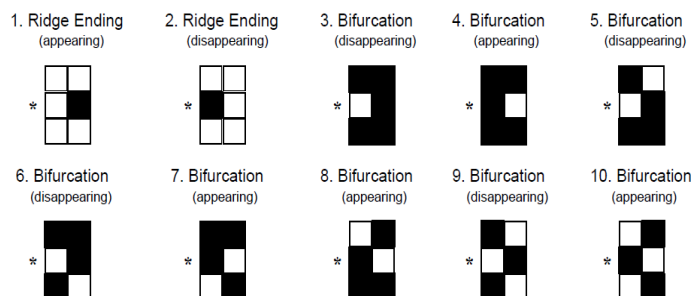 1. Ridge Ending 2. Ridge Ending 3. Bifurcation 4. Bifurcation 5. Bifurcation
(appearing) (disappearing) (disappearing) (appearing) (disappearing)
* * * * *
6. Bifurcation 7. Bifurcation 8. Bifurcation 9. Bifurcation 10. Bifurcation
(disappearing) (appearing) (appearing) (disappearing) (appearing)
* * * * *